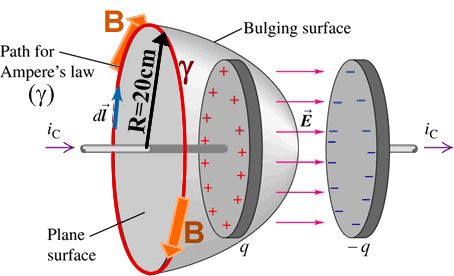 B
Bulging surface
Path for
Ampere's law
(γ)
γ
R=20cm
d𝑙⃗
E⃗
i_C
i_C
B
Plane
surface
q
−q